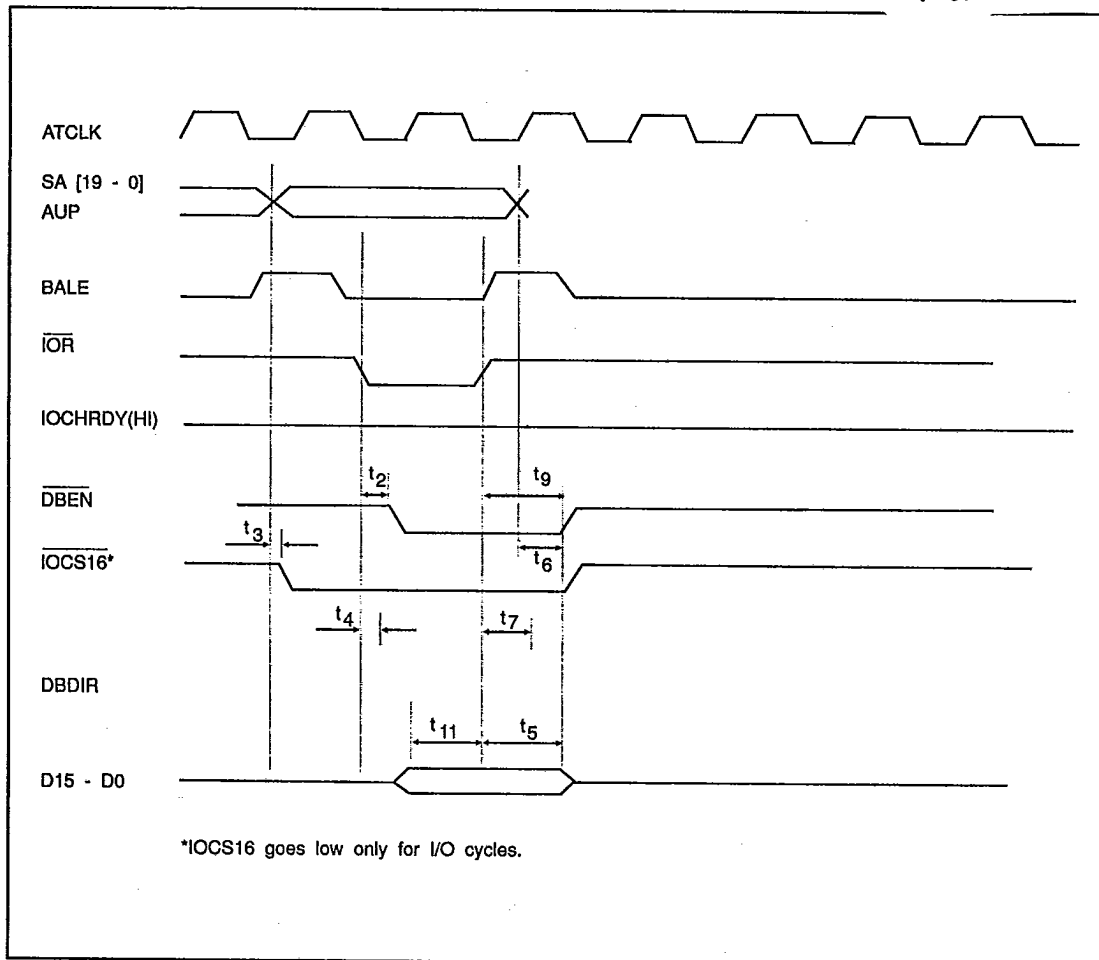 ATCLK
SA [19 - 0]
AUP
BALE
IOR
IOCHRDY(HI)
t2
t9
DBEN
t3
t6
IOCS16*
t4
t7
DBDIR
t11
t5
D15 - D0
*IOCS16 goes low only for I/O cycles.